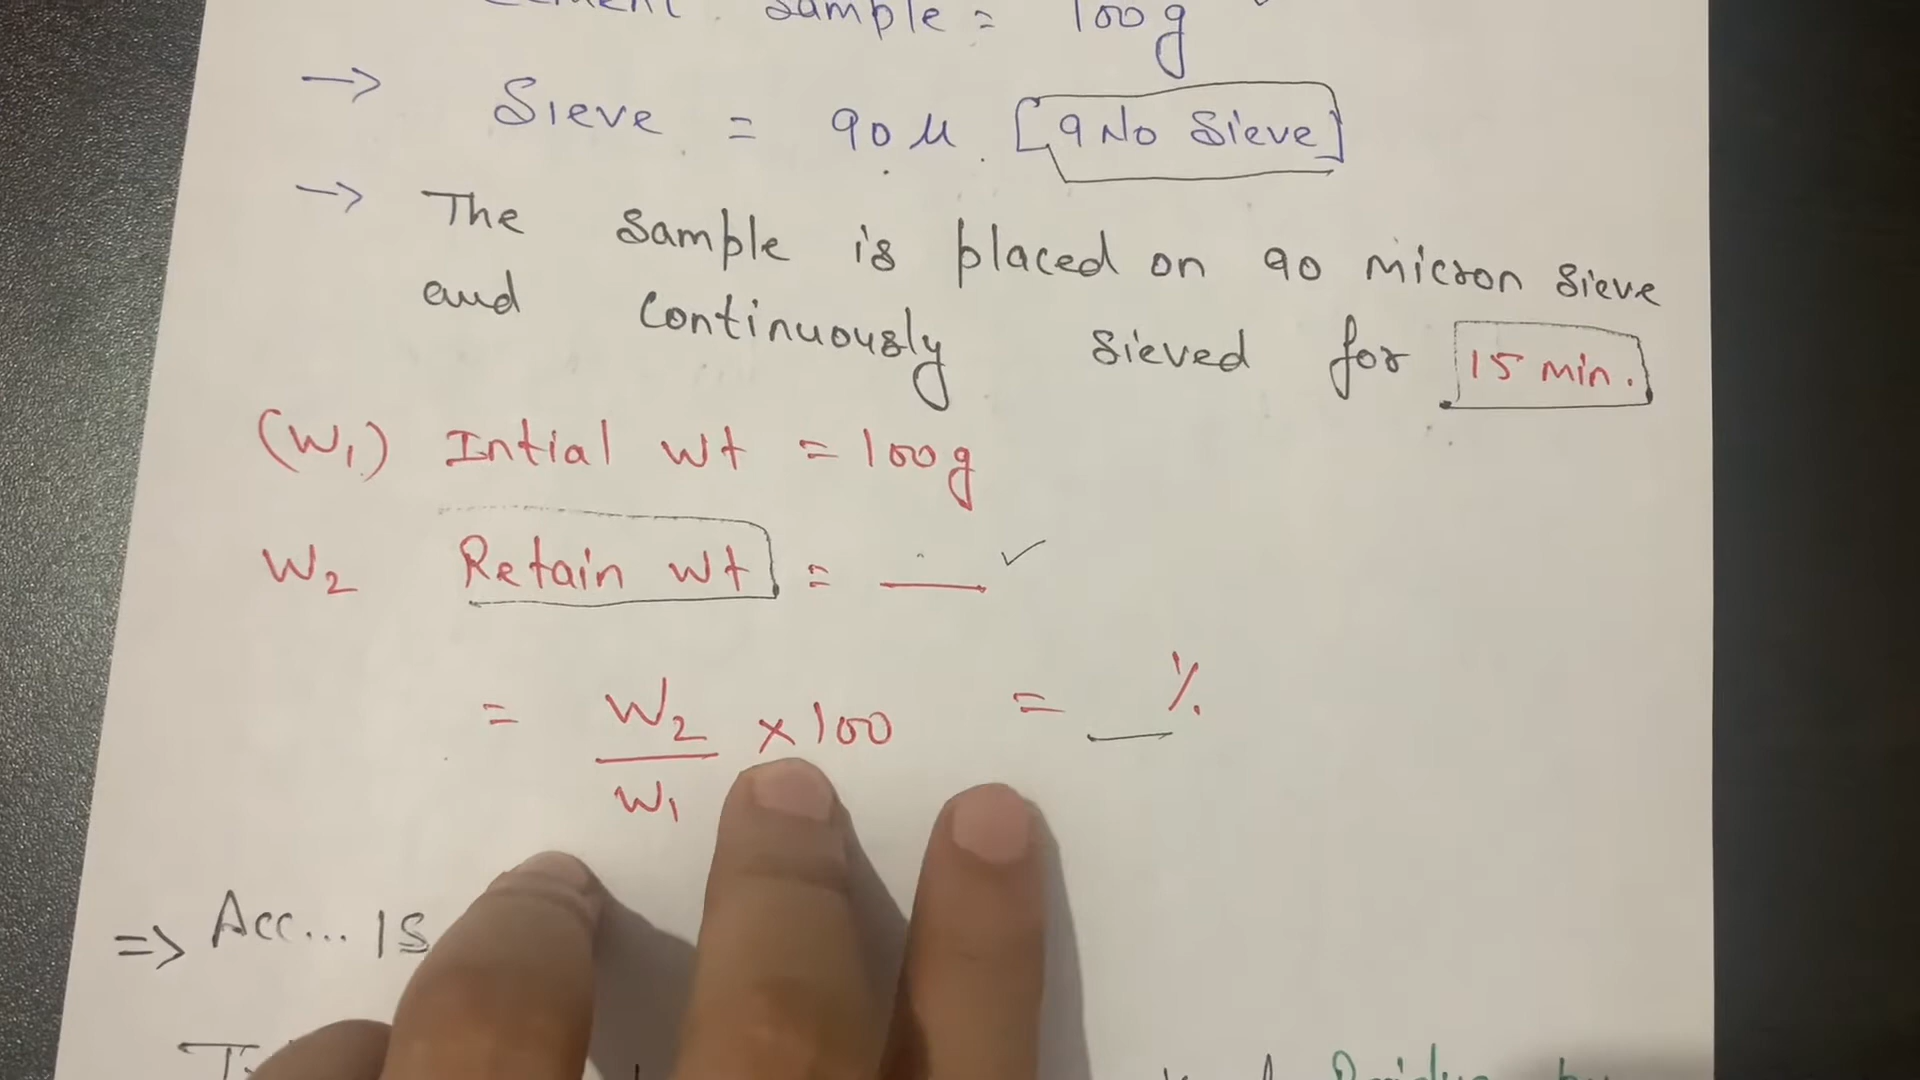 Sample = 100g
→ Sieve = 90 μ [9 No Sieve]
→ The sample is placed on 90 micron sieve
and continuously sieved for 15 min.
(W1) Intial wt = 100g
W2 Retain wt = ___ ✓
= W2/W1 × 100 = __ %
⇒ Acc... IS